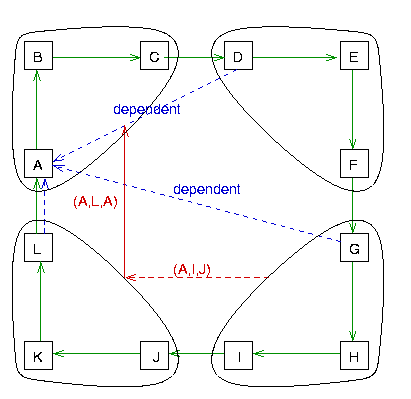 B C D E
dependent
A F
dependent
(A,L,A)
L G
(A,I,J)
K J I H